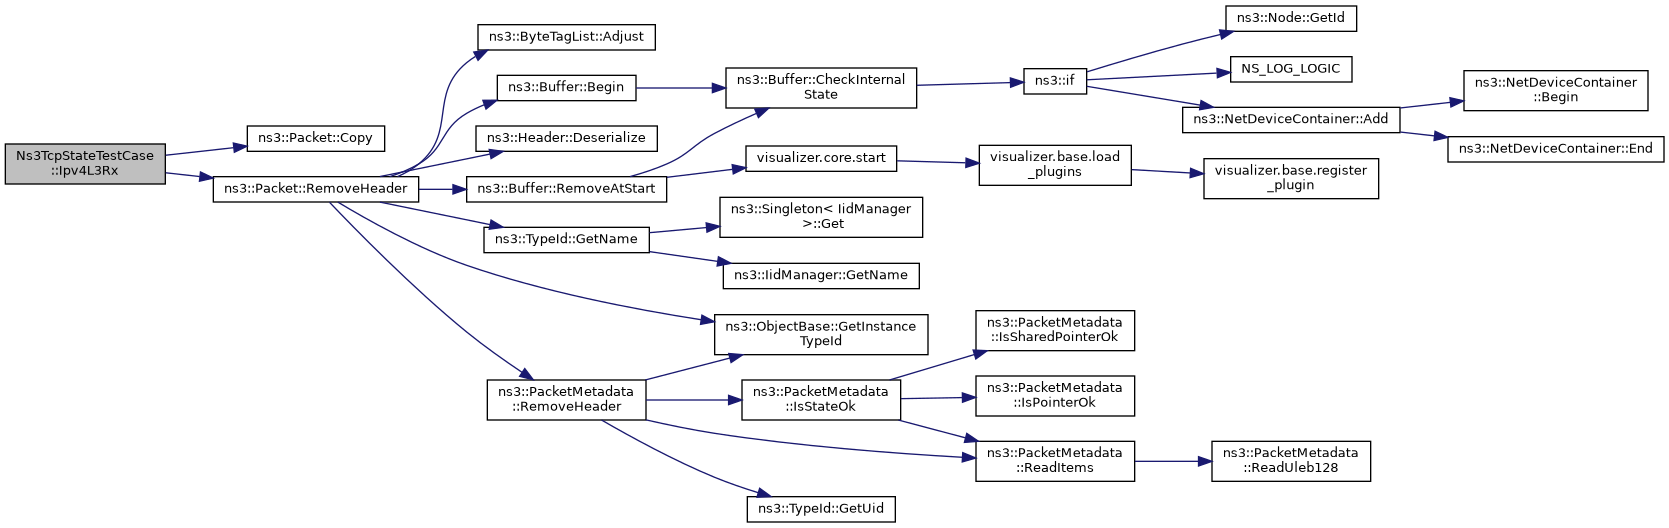 ns3::Node::GetId
ns3::ByteTagList::Adjust
NS_LOG_LOGIC
ns3::Buffer::CheckInternal
State
ns3::if
ns3::NetDeviceContainer
::Begin
ns3::Buffer::Begin
ns3::NetDeviceContainer::Add
ns3::Packet::Copy
ns3::Header::Deserialize
ns3::NetDeviceContainer::End
Ns3TcpStateTestCase
::Ipv4L3Rx
visualizer.core.start
visualizer.base.load
_plugins
visualizer.base.register
_plugin
ns3::Packet::RemoveHeader
ns3::Buffer::RemoveAtStart
ns3::Singleton< IidManager
>::Get
ns3::TypeId::GetName
ns3::IidManager::GetName
ns3::ObjectBase::GetInstance
TypeId
ns3::PacketMetadata
::IsSharedPointerOk
ns3::PacketMetadata
::RemoveHeader
ns3::PacketMetadata
::IsStateOk
ns3::PacketMetadata
::IsPointerOk
ns3::PacketMetadata
::ReadItems
ns3::PacketMetadata
::ReadUleb128
ns3::TypeId::GetUid